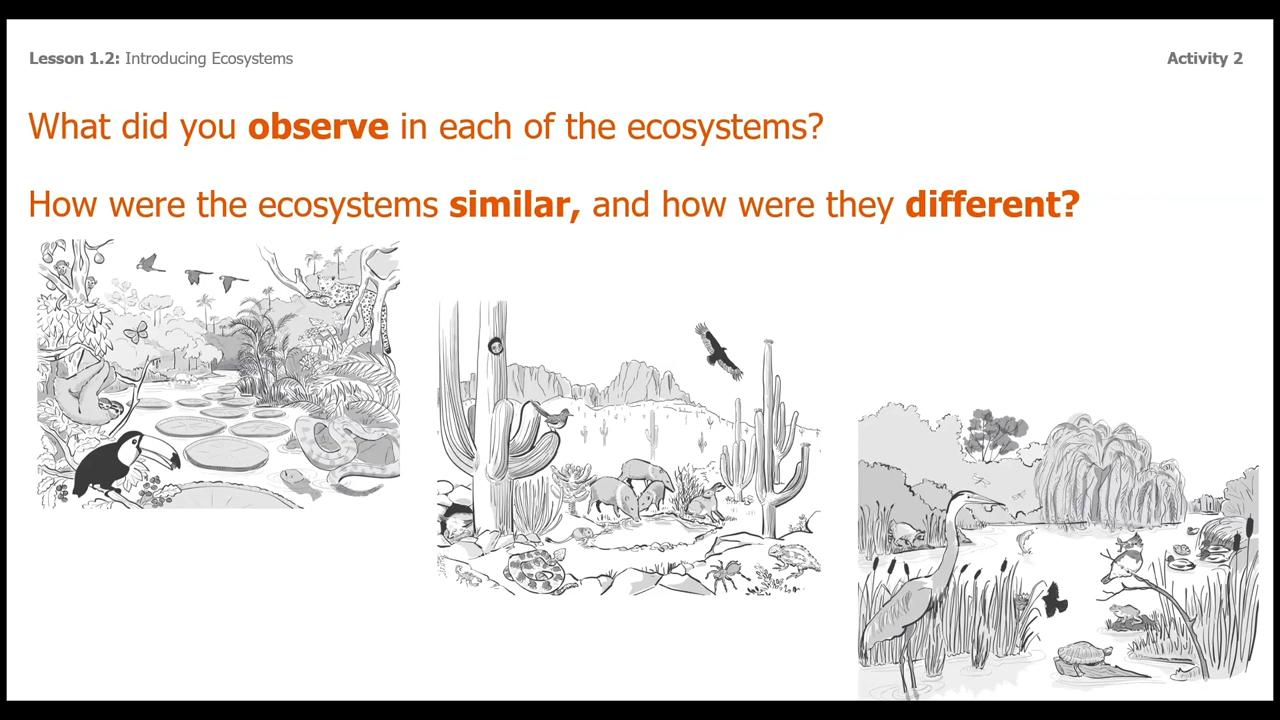 Lesson 1.2: Introducing Ecosystems
Activity 2
What did you observe in each of the ecosystems?
How were the ecosystems similar, and how were they different?